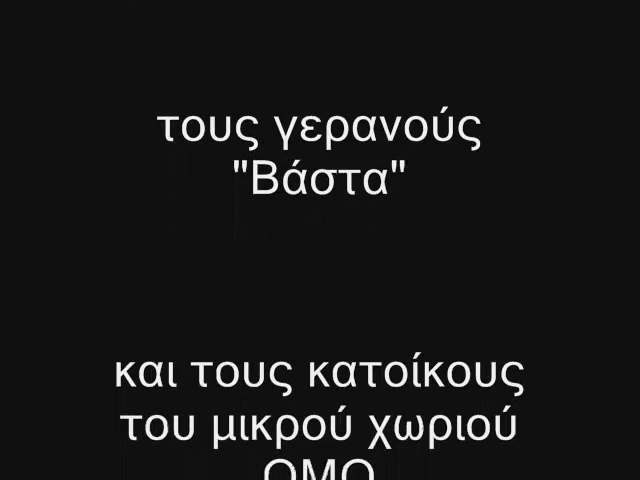 τους γερανούς
"Βάστα"
και τους κατοίκους
του μικρού χωριού